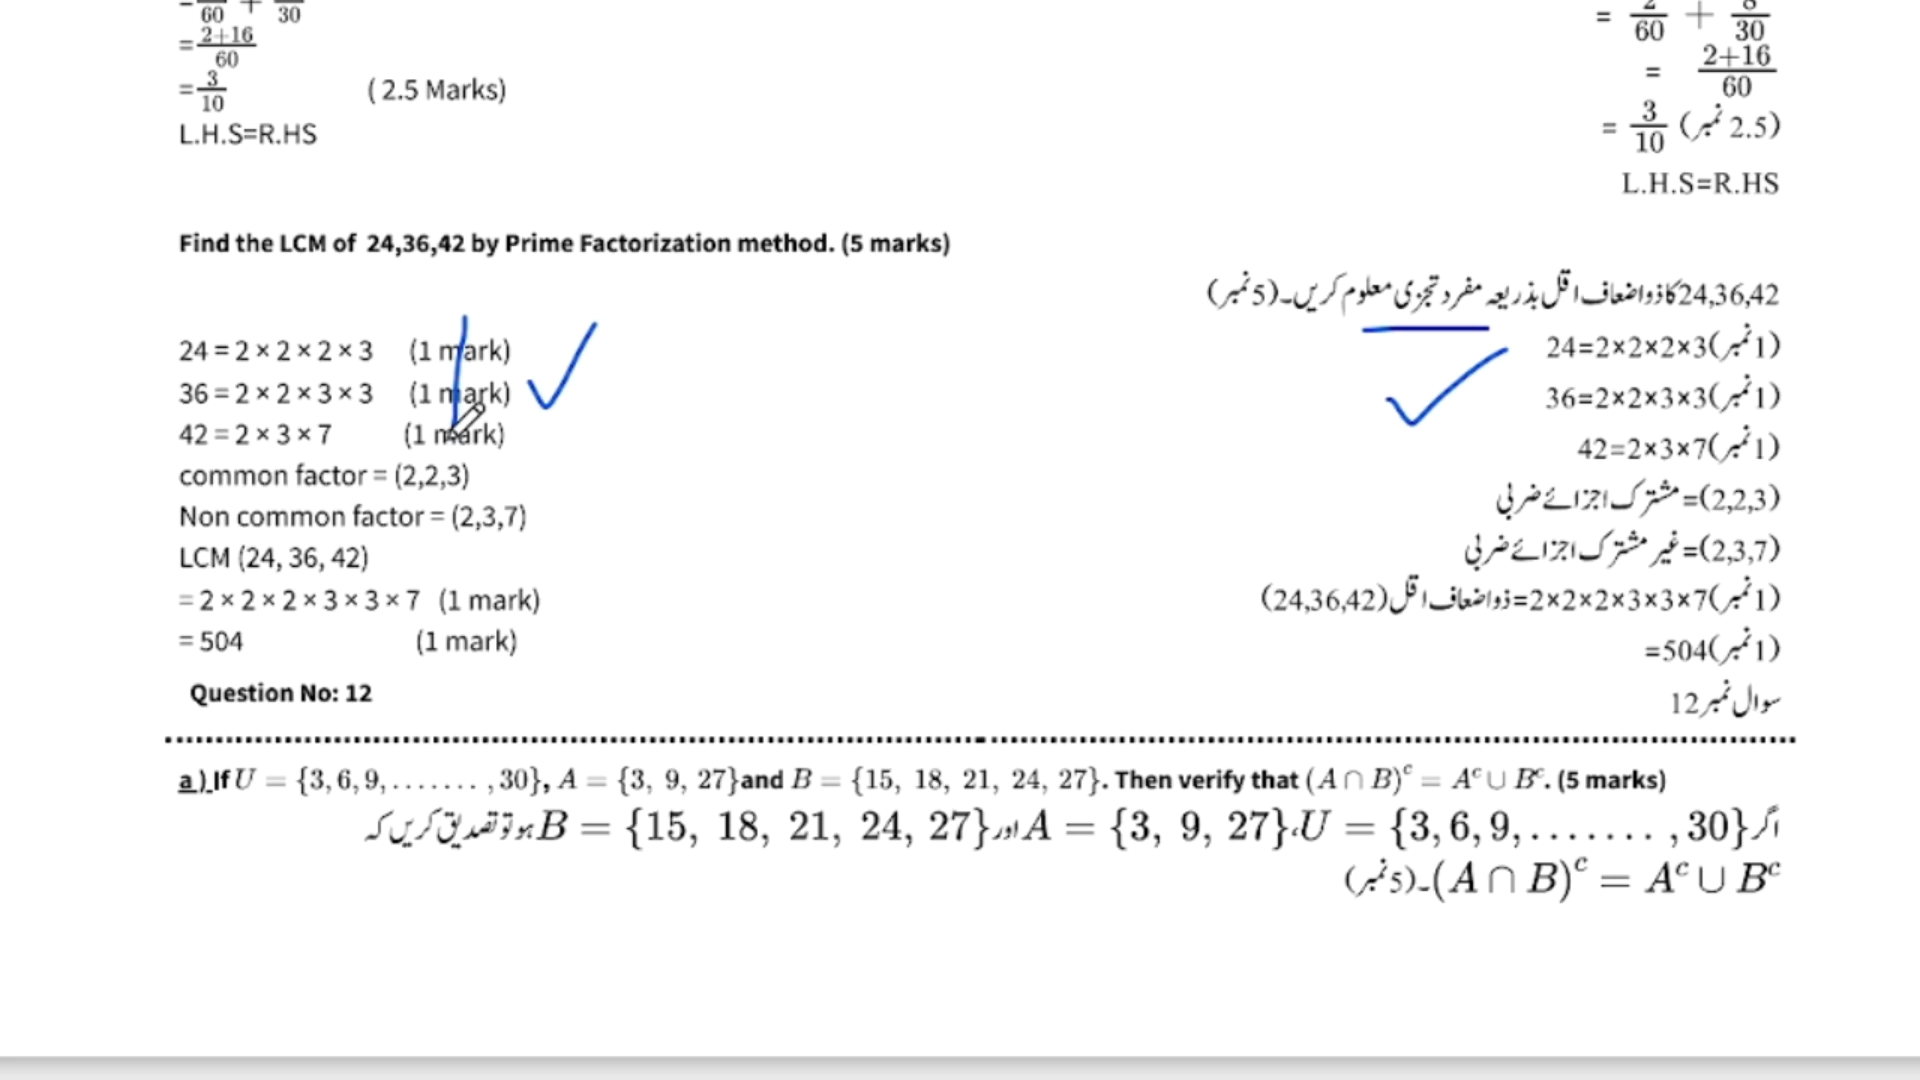 = 2/60 + 8/30
= 2+16/60
= 3/10 ( 2.5 Marks)
L.H.S=R.HS
= 2/60 + 8/30
= 2+16/60
= 3/10 (2.5 نمبر)
L.H.S=R.HS
Find the LCM of 24,36,42 by Prime Factorization method. (5 marks)
24 = 2 × 2 × 2 × 3 (1 mark)
36 = 2 × 2 × 3 × 3 (1 mark)
42 = 2 × 3 × 7 (1 mark)
common factor = (2,2,3)
Non common factor = (2,3,7)
LCM (24, 36, 42)
= 2 × 2 × 2 × 3 × 3 × 7 (1 mark)
= 504 (1 mark)
Question No: 12
24,36,42 کا ذواضعاف اقل بذریعہ مفرد تجزی معلوم کریں۔ (5 نمبر)
24=2×2×2×3 (1 نمبر)
36=2×2×3×3 (1 نمبر)
42=2×3×7 (1 نمبر)
(2,2,3)= مشترک اجزائے ضربی
(2,3,7)= غیر مشترک اجزائے ضربی
(1 نمبر) 2×2×2×3×3×7= ذواضعاف اقل (24,36,42)
=504 (1 نمبر)
سوال نمبر 12
a ) If U = {3, 6, 9, . . . . . . . , 30}, A = {3, 9, 27} and B = {15, 18, 21, 24, 27}. Then verify that (A ∩ B)ᶜ = Aᶜ ∪ Bᶜ. (5 marks)
اگر U = {3, 6, 9, . . . . . . . , 30}، A = {3, 9, 27} اور B = {15, 18, 21, 24, 27} ہو تو تصدیق کریں کہ
(A ∩ B)ᶜ = Aᶜ ∪ Bᶜ۔ (5 نمبر)